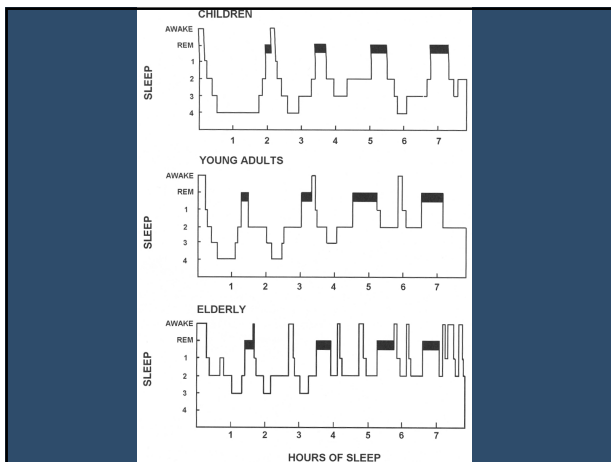 CHILDREN
AWAKE
REM
1
2
3
4
SLEEP
1 2 3 4 5 6 7
YOUNG ADULTS
AWAKE
REM
1
2
3
4
SLEEP
1 2 3 4 5 6 7
ELDERLY
AWAKE
REM
1
2
3
4
SLEEP
1 2 3 4 5 6 7
HOURS OF SLEEP